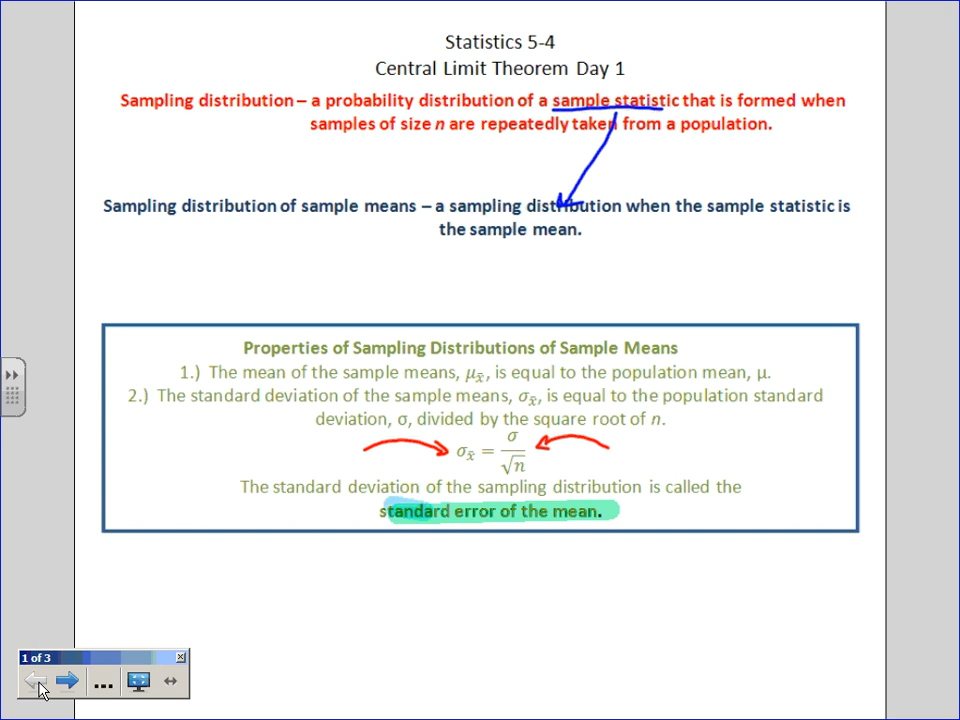 Statistics 5-4
Central Limit Theorem Day 1
Sampling distribution – a probability distribution of a sample statistic that is formed when
samples of size n are repeatedly taken from a population.
Sampling distribution of sample means – a sampling distribution when the sample statistic is
the sample mean.
Properties of Sampling Distributions of Sample Means
1.) The mean of the sample means, μx̄, is equal to the population mean, μ.
2.) The standard deviation of the sample means, σx̄, is equal to the population standard
deviation, σ, divided by the square root of n.
σx̄ = σ/√n
The standard deviation of the sampling distribution is called the
standard error of the mean.
1 of 3
...